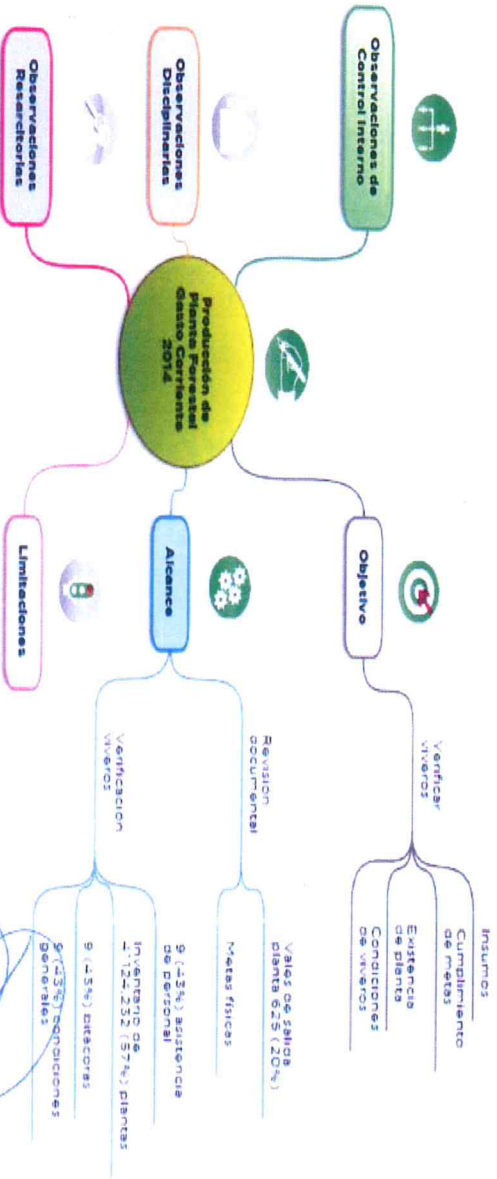 Producción de
Planta Forestal
Gasto Corriente
2014
Observaciones de
Control Interno
Observaciones
Disciplinarias
Observaciones
Resarcitorias
Objetivo
Verificar
viveros
Insumos
Cumplimiento
de metas
Existencia
de planta
Condiciones
de viveros
Alcance
Revisión
documental
Vales de salida
planta 625 (20%)
Metas físicas
Verificación
viveros
9 (43%) asistencia
de personal
Inventario de
4,124,232 (57%) plantas
9 (43%) bitácoras
9 (43%) condiciones
generales
Limitaciones